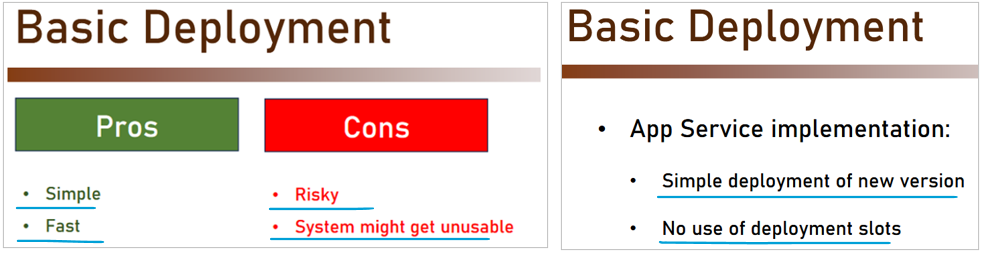 Basic Deployment
Pros
Cons
• Simple
• Fast
• Risky
• System might get unusable
Basic Deployment
• App Service implementation:
• Simple deployment of new version
• No use of deployment slots